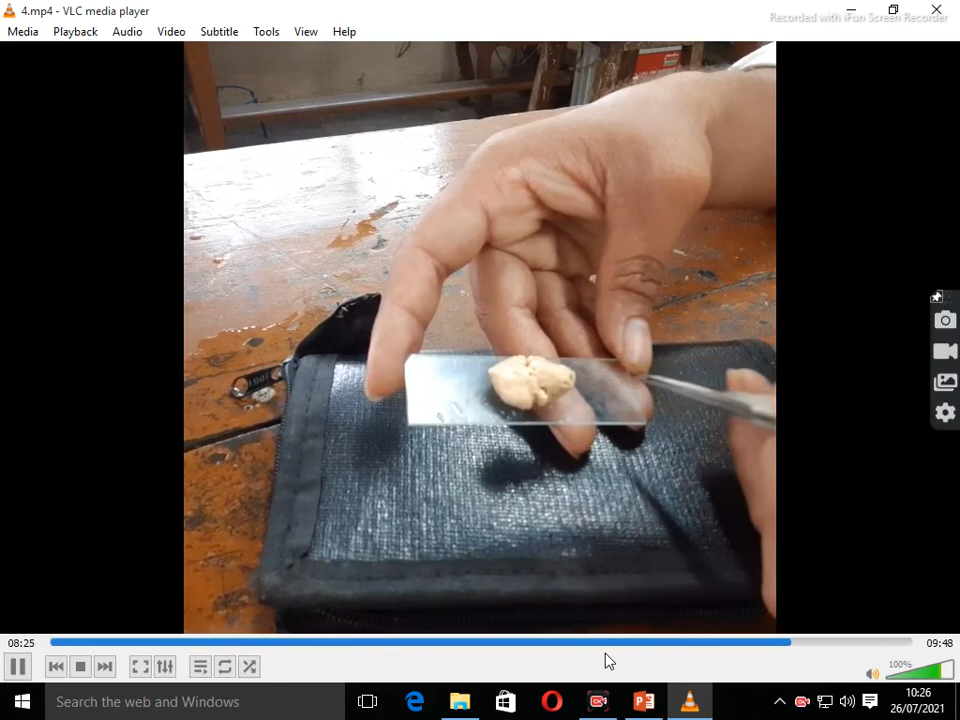 4.mp4 - VLC media player
Recorded with iFun Screen Recorder
Media Playback Audio Video Subtitle Tools View Help
08:25
09:48
100%
Search the web and Windows
10:26
26/07/2021